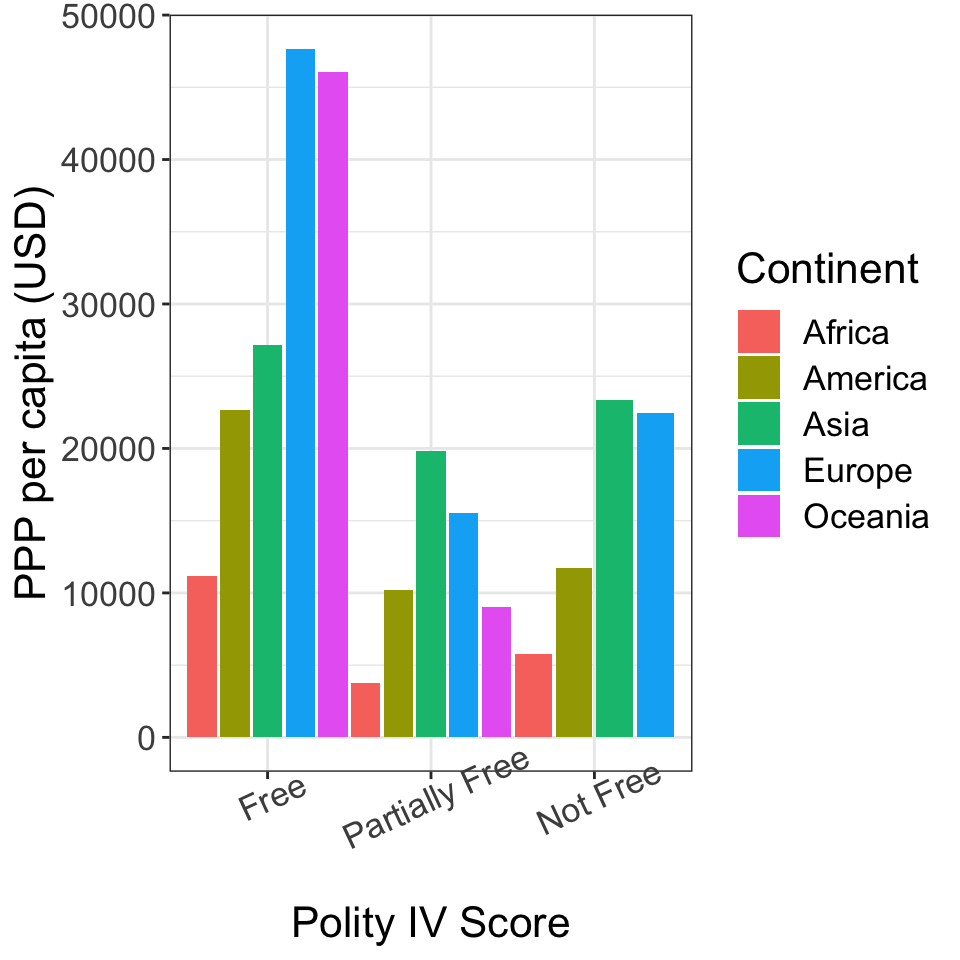 50000
40000
30000
20000
10000
0
PPP per capita (USD)
Free
Partially Free
Not Free
Polity IV Score
Continent
Africa
America
Asia
Europe
Oceania